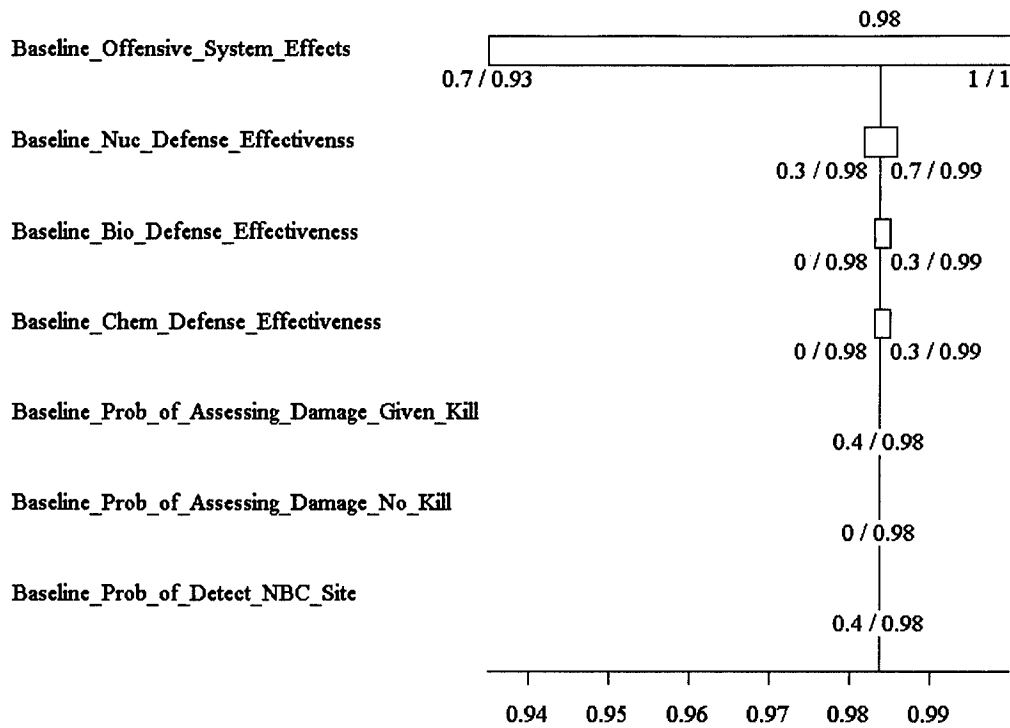 0.98
Baseline_Offensive_System_Effects
0.7 / 0.93 1 / 1
Baseline_Nuc_Defense_Effectivenss
0.3 / 0.98 0.7 / 0.99
Baseline_Bio_Defense_Effectiveness
0 / 0.98 0.3 / 0.99
Baseline_Chem_Defense_Effectiveness
0 / 0.98 0.3 / 0.99
Baseline_Prob_of_Assessing_Damage_Given_Kill
0.4 / 0.98
Baseline_Prob_of_Assessing_Damage_No_Kill
0 / 0.98
Baseline_Prob_of_Detect_NBC_Site
0.4 / 0.98
0.94 0.95 0.96 0.97 0.98 0.99